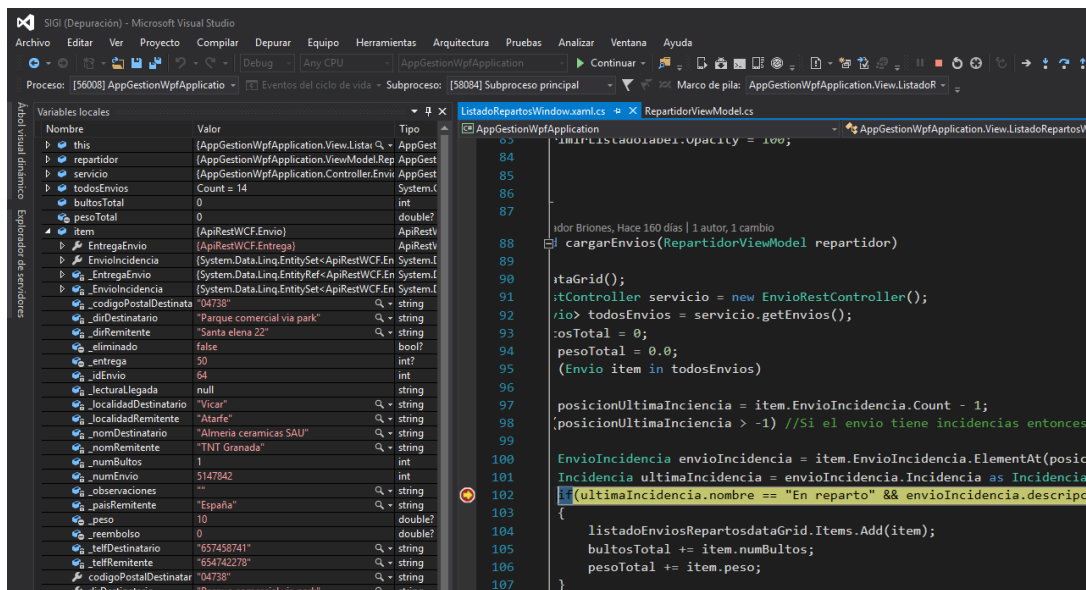 SIGI (Depuración) - Microsoft Visual Studio
Archivo Editar Ver Proyecto Compilar Depurar Equipo Herramientas Arquitectura Pruebas Analizar Ventana Ayuda
Debug Any CPU AppGestionWpfApplication Continuar
Proceso: [56008] AppGestionWpfApplicatio Eventos del ciclo de vida Subproceso: [58084] Subproceso principal Marco de pila: AppGestionWpfApplication.View.ListadoR
Árbol visual dinámico
Explorador de servidores
Variables locales
Nombre Valor Tipo
this {AppGestionWpfApplication.View.Listac AppGest
repartidor {AppGestionWpfApplication.ViewModel.Rep AppGest
servicio {AppGestionWpfApplication.Controller.Envic AppGest
todosEnvios Count = 14 System.C
bultosTotal 0 int
pesoTotal 0 double?
item {ApiRestWCF.Envio} ApiRestW
EntregaEnvio {ApiRestWCF.Entrega} ApiRestW
EnvioIncidencia {System.Data.Linq.EntitySet<ApiRestWCF.En System.D
_EntregaEnvio {System.Data.Linq.EntityRef<ApiRestWCF.En System.D
_EnvioIncidencia {System.Data.Linq.EntitySet<ApiRestWCF.En System.D
_codigoPostalDestinata "04738" string
_dirDestinatario "Parque comercial via park" string
_dirRemitente "Santa elena 22" string
_eliminado false bool?
_entrega 50 int?
_idEnvio 64 int
_lecturaLlegada null string
_localidadDestinatario "Vicar" string
_localidadRemitente "Atarfe" string
_nomDestinatario "Almeria ceramicas SAU" string
_nomRemitente "TNT Granada" string
_numBultos 1 int
_numEnvio 5147842 int
_observaciones "" string
_paisRemitente "España" string
_peso 10 double?
_reembolso 0 double?
_telfDestinatario "657458741" string
_telfRemitente "654742278" string
codigoPostalDestinatar "04738" string
ListadoRepartosWindow.xaml.cs RepartidorViewModel.cs
AppGestionWpfApplication AppGestionWpfApplication.View.ListadoRepartosW
83 imirListadolabel.Opacity = 100;
84
85
86
87
ador Briones, Hace 160 días | 1 autor, 1 cambio
88 d cargarEnvios(RepartidorViewModel repartidor)
89
90 ataGrid();
91 stController servicio = new EnvioRestController();
92 vio> todosEnvios = servicio.getEnvios();
93 tosTotal = 0;
94 pesoTotal = 0.0;
95 (Envio item in todosEnvios)
96
97 posicionUltimaInciencia = item.EnvioIncidencia.Count - 1;
98 (posicionUltimaInciencia > -1) //Si el envio tiene incidencias entonces
99
100 EnvioIncidencia envioIncidencia = item.EnvioIncidencia.ElementAt(posic
101 Incidencia ultimaIncidencia = envioIncidencia.Incidencia as Incidencia
102 if(ultimaIncidencia.nombre == "En reparto" && envioIncidencia.descripc
103 {
104 listadoEnviosRepartosdataGrid.Items.Add(item);
105 bultosTotal += item.numBultos;
106 pesoTotal += item.peso;
107 }